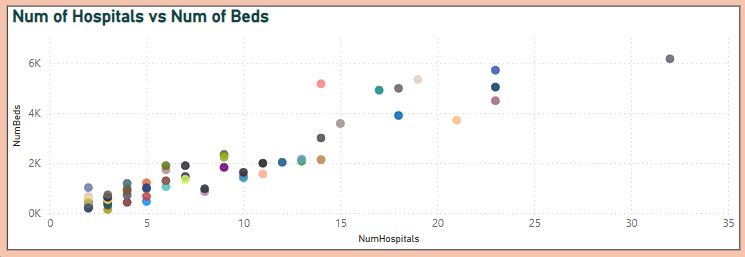 Num of Hospitals vs Num of Beds
6K
4K
2K
0K
NumBeds
0 5 10 15 20 25 30 35
NumHospitals